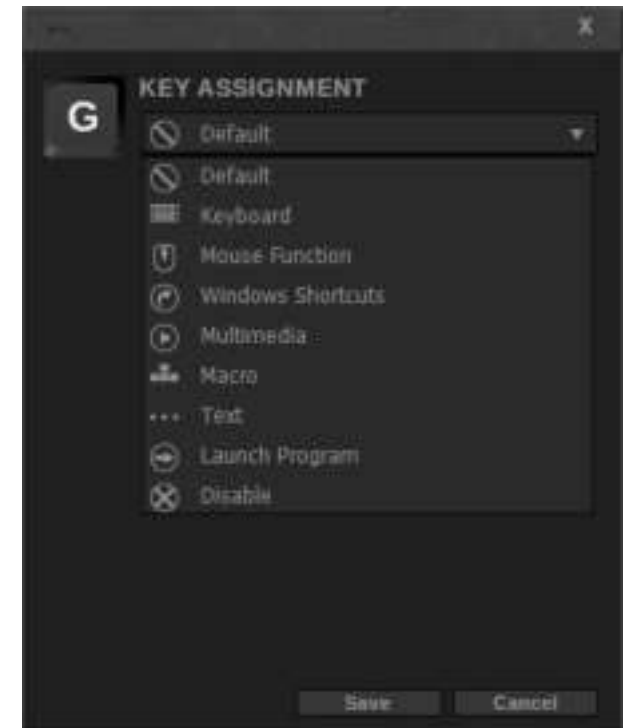 X
KEY ASSIGNMENT
G
Default
Default
Keyboard
Mouse Function
Windows Shortcuts
Multimedia
Macro
Text
Launch Program
Disable
Save Cancel